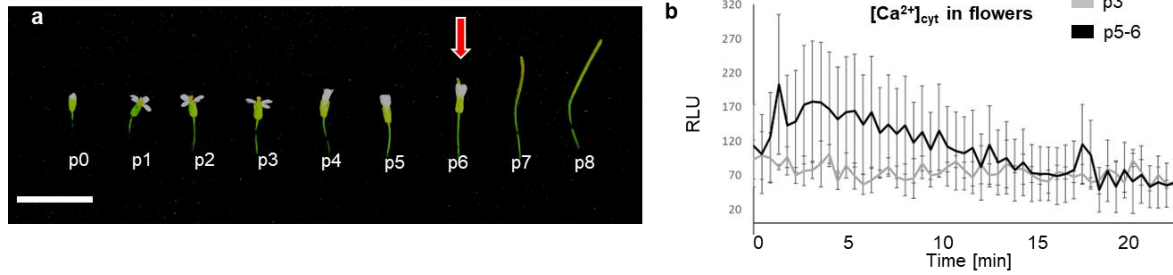 a
p0 p1 p2 p3 p4 p5 p6 p7 p8
b
[Ca²⁺]cyt in flowers
p3
p5-6
RLU
320
270
220
170
120
70
20
0 5 10 15 20
Time [min]